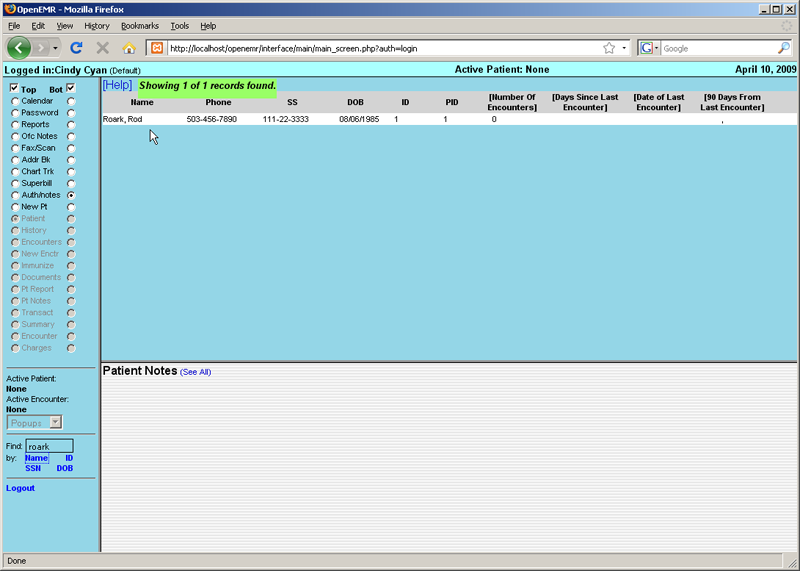 OpenEMR - Mozilla Firefox
File Edit View History Bookmarks Tools Help
http://localhost/openemr/interface/main/main_screen.php?auth=login
Google
Logged in:Cindy Cyan (Default) Active Patient: None April 10, 2009
Top Bot
Calendar
Password
Reports
Ofc Notes
Fax/Scan
Addr Bk
Chart Trk
Superbill
Auth/notes
New Pt
Patient
History
Encounters
New Enctr
Immunize
Documents
Pt Report
Pt Notes
Transact
Summary
Encounter
Charges
Active Patient:
None
Active Encounter:
None
Popups
Find: roark
by: Name ID
SSN DOB
Logout
[Help] Showing 1 of 1 records found.
Name Phone SS DOB ID PID [Number Of Encounters] [Days Since Last Encounter] [Date of Last Encounter] [90 Days From Last Encounter]
Roark, Rod 503-456-7890 111-22-3333 08/06/1985 1 1 0 ,
Patient Notes (See All)
Done